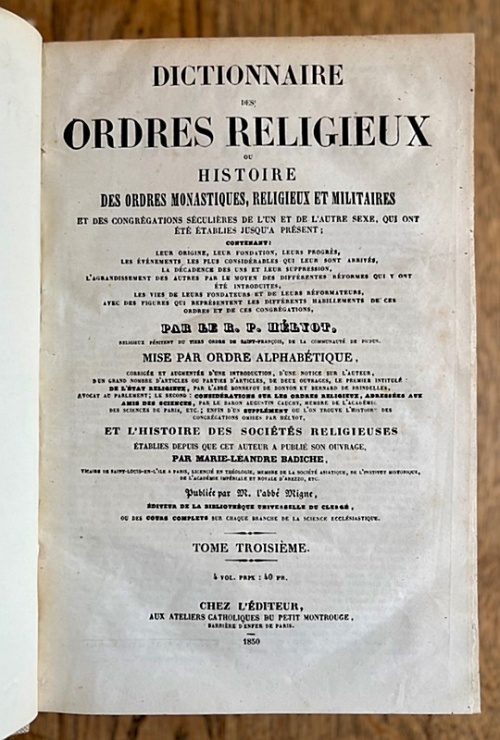 DICTIONNAIRE
DES
ORDRES RELIGIEUX
OU
HISTOIRE
DES ORDRES MONASTIQUES, RELIGIEUX ET MILITAIRES
ET DES CONGRÉGATIONS SÉCULIÈRES DE L'UN ET DE L'AUTRE SEXE, QUI ONT
ÉTÉ ÉTABLIES JUSQU'A PRÉSENT;
CONTENANT:
LEUR ORIGINE, LEUR FONDATION, LEURS PROGRÈS,
LES ÉVÉNEMENTS LES PLUS CONSIDÉRABLES QUI LEUR SONT ARRIVÉS,
LA DÉCADENCE DES UNS ET LEUR SUPPRESSION,
L'AGRANDISSEMENT DES AUTRES PAR LE MOYEN DES DIFFÉRENTES RÉFORMES QUI Y ONT
ÉTÉ INTRODUITES,
LES VIES DE LEURS FONDATEURS ET DE LEURS RÉFORMATEURS,
AVEC DES FIGURES QUI REPRÉSENTENT LES DIFFÉRENTS HABILLEMENTS DE CES
ORDRES ET DE CES CONGRÉGATIONS,
PAR LE R. P. HÉLYOT,
RELIGIEUX PÉNITENT DU TIERS ORDRE DE SAINT-FRANÇOIS, DE LA COMMUNAUTÉ DE PICPUS.
MISE PAR ORDRE ALPHABÉTIQUE,
CORRIGÉE ET AUGMENTÉE D'UNE INTRODUCTION, D'UNE NOTICE SUR L'AUTEUR,
D'UN GRAND NOMBRE D'ARTICLES OU PARTIES D'ARTICLES, DE DEUX OUVRAGES, LE PREMIER INTITULÉ:
DE L'ÉTAT RELIGIEUX, PAR L'ABBÉ BONNEFOY DE BONYON ET BERNARD DE BRINDELLES,
AVOCAT AU PARLEMENT; LE SECOND: CONSIDÉRATIONS SUR LES ORDRES RELIGIEUX, ADRESSÉES AUX
AMIS DES SCIENCES, PAR LE BARON AUGUSTIN CAUCHY, MEMBRE DE L'ACADÉMIE
DES SCIENCES DE PARIS, ETC.; ENFIN D'UN SUPPLÉMENT OU L'ON TROUVE L'HISTOIRE DES
CONGRÉGATIONS OMISES PAR HÉLYOT,
ET L'HISTOIRE DES SOCIÉTÉS RELIGIEUSES
ÉTABLIES DEPUIS QUE CET AUTEUR A PUBLIÉ SON OUVRAGE,
PAR MARIE-LÉANDRE BADICHE,
VICAIRE DE SAINT-LOUIS-EN-L'ÎLE A PARIS, LICENCIÉ EN THÉOLOGIE, MEMBRE DE LA SOCIÉTÉ ASIATIQUE, DE L'INSTITUT HISTORIQUE,
DE L'ACADÉMIE IMPÉRIALE ET ROYALE D'AREZZO, ETC.
Publiée par M. l'abbé Migne,
ÉDITEUR DE LA BIBLIOTHÈQUE UNIVERSELLE DU CLERGÉ,
OU DES COURS COMPLETS SUR CHAQUE BRANCHE DE LA SCIENCE ECCLÉSIASTIQUE.
TOME TROISIÈME.
4 VOL. PRIX : 40 FR.
CHEZ L'ÉDITEUR,
AUX ATELIERS CATHOLIQUES DU PETIT MONTROUGE,
BARRIÈRE D'ENFER DE PARIS.
1850